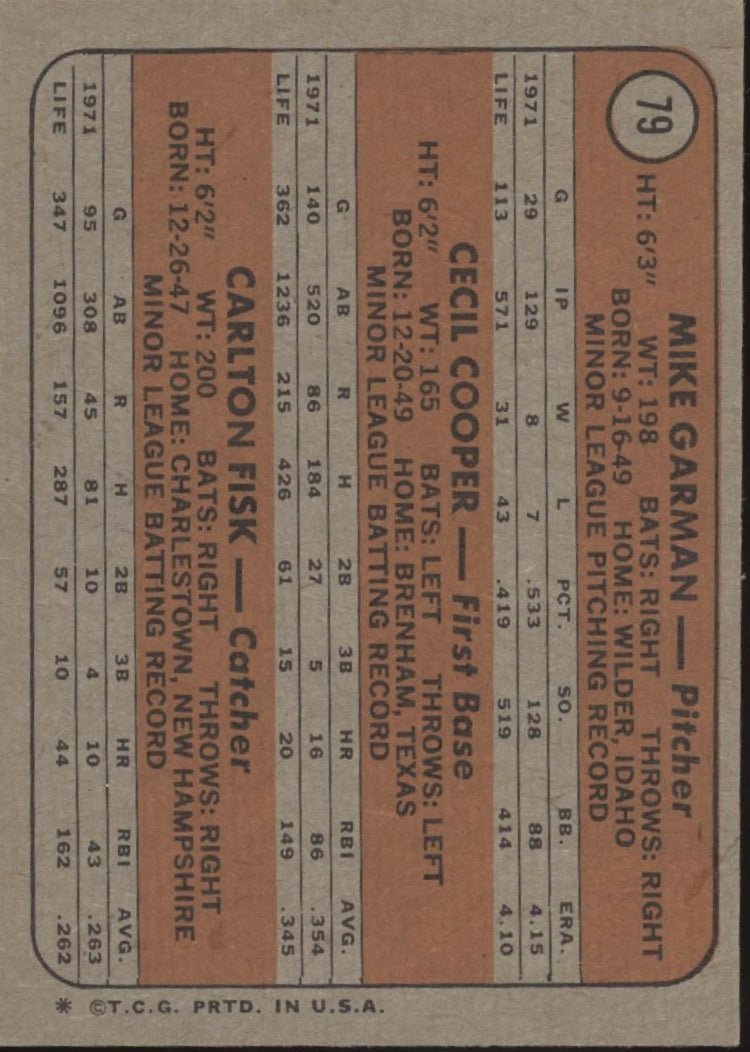 79
MIKE GARMAN — Pitcher
HT: 6'3" WT: 198 BATS: RIGHT THROWS: RIGHT
BORN: 9-16-49 HOME: WILDER, IDAHO
MINOR LEAGUE PITCHING RECORD
G IP W L PCT. SO. BB. ERA.
1971 29 129 8 7 .533 128 88 4.15
LIFE 113 571 31 43 .419 519 414 4.10
CECIL COOPER — First Base
HT: 6'2" WT: 165 BATS: LEFT THROWS: LEFT
BORN: 12-20-49 HOME: BRENHAM, TEXAS
MINOR LEAGUE BATTING RECORD
G AB R H 2B 3B HR RBI AVG.
1971 140 520 86 184 27 5 16 86 .354
LIFE 362 1236 215 426 61 15 20 149 .345
CARLTON FISK — Catcher
HT: 6'2" WT: 200 BATS: RIGHT THROWS: RIGHT
BORN: 12-26-47 HOME: CHARLESTOWN, NEW HAMPSHIRE
MINOR LEAGUE BATTING RECORD
G AB R H 2B 3B HR RBI AVG.
1971 95 308 45 81 10 4 10 43 .263
LIFE 347 1096 157 287 57 10 44 162 .262
* ©T.C.G. PRTD. IN U.S.A.